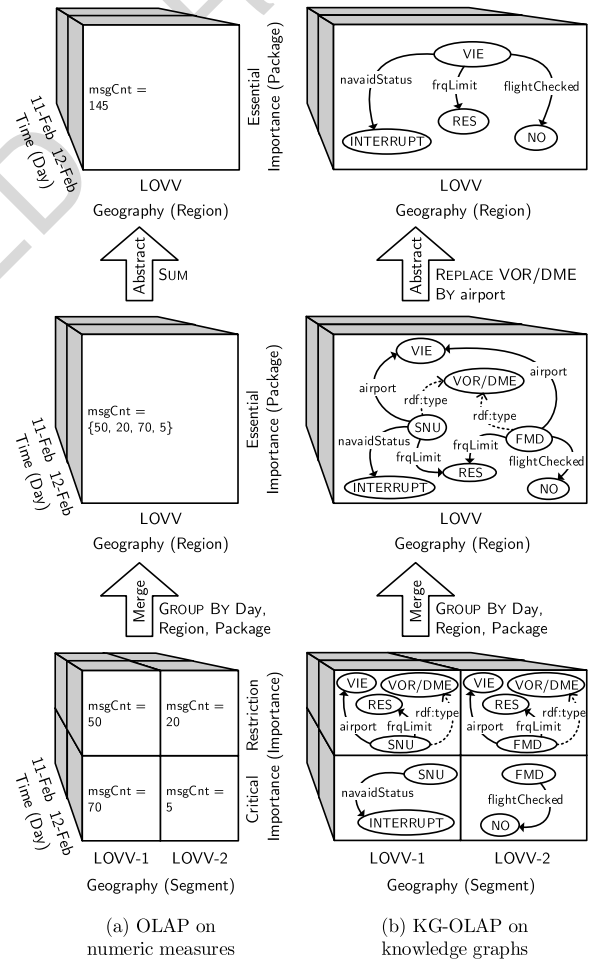 msgCnt =
145
11-Feb 12-Feb
Time (Day)
Essential
Importance (Package)
LOVV
Geography (Region)
VIE
navaidStatus
frqLimit
flightChecked
RES
INTERRUPT
NO
LOVV
Geography (Region)
Abstract
SUM
Abstract
REPLACE VOR/DME
BY airport
msgCnt =
{50, 20, 70, 5}
11-Feb 12-Feb
Time (Day)
Essential
Importance (Package)
LOVV
Geography (Region)
VIE
airport
VOR/DME
airport
rdf:type
rdf:type
SNU
FMD
navaidStatus
frqLimit
frqLimit
flightChecked
RES
INTERRUPT
NO
LOVV
Geography (Region)
Merge
GROUP BY Day,
Region, Package
Merge
GROUP BY Day,
Region, Package
msgCnt =
50
msgCnt =
20
msgCnt =
70
msgCnt =
5
11-Feb 12-Feb
Time (Day)
Critical Restriction
Importance (Importance)
LOVV-1 LOVV-2
Geography (Segment)
VIE VOR/DME
RES
rdf:type
airport frqLimit
SNU
VIE VOR/DME
RES
rdf:type
airport frqLimit
FMD
SNU
navaidStatus
INTERRUPT
FMD
flightChecked
NO
LOVV-1 LOVV-2
Geography (Segment)
(a) OLAP on
numeric measures
(b) KG-OLAP on
knowledge graphs